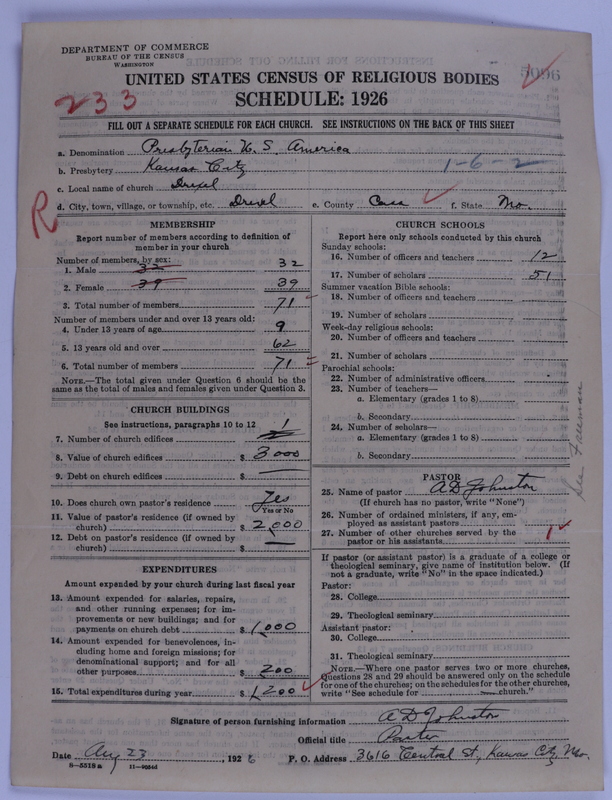 DEPARTMENT OF COMMERCE
BUREAU OF THE CENSUS
WASHINGTON
UNITED STATES CENSUS OF RELIGIOUS BODIES
5096
233
SCHEDULE: 1926
FILL OUT A SEPARATE SCHEDULE FOR EACH CHURCH. SEE INSTRUCTIONS ON THE BACK OF THIS SHEET
a. Denomination Presbyterian U. S. America
b. Presbytery Kansas City 1-6-2
c. Local name of church Drexel
d. City, town, village, or township, etc. Drexel e. County Cass f. State Mo.
R
MEMBERSHIP
Report number of members according to definition of member in your church
Number of members, by sex:
1. Male 32 32
2. Female 39 39
3. Total number of members 71
Number of members under and over 13 years old:
4. Under 13 years of age 9
5. 13 years old and over 62
6. Total number of members 71
NOTE.—The total given under Question 6 should be the
same as the total of males and females given under Question 3.
CHURCH BUILDINGS
See instructions, paragraphs 10 to 12
7. Number of church edifices 1
8. Value of church edifices $ 3000
9. Debt on church edifices $ —
10. Does church own pastor's residence Yes
Yes or No
11. Value of pastor's residence (if owned by
church) $ 2,000
12. Debt on pastor's residence (if owned by
church) $ —
EXPENDITURES
Amount expended by your church during last fiscal year
13. Amount expended for salaries, repairs,
and other running expenses; for im-
provements or new buildings; and for
payments on church debt $ 1,000
14. Amount expended for benevolences, in-
cluding home and foreign missions; for
denominational support; and for all
other purposes $ 200
15. Total expenditures during year $ 1200
CHURCH SCHOOLS
Report here only schools conducted by this church
Sunday schools:
16. Number of officers and teachers 12
17. Number of scholars 51
Summer vacation Bible schools:
18. Number of officers and teachers
19. Number of scholars
Week-day religious schools:
20. Number of officers and teachers
21. Number of scholars
Parochial schools:
22. Number of administrative officers
23. Number of teachers—
a. Elementary (grades 1 to 8)
b. Secondary
24. Number of scholars—
a. Elementary (grades 1 to 8)
b. Secondary
See Freeman
PASTOR
25. Name of pastor A D Johnston
(If church has no pastor, write "None")
26. Number of ordained ministers, if any, em-
ployed as assistant pastors
27. Number of other churches served by the
pastor or his assistants 1
If pastor (or assistant pastor) is a graduate of a college or
theological seminary, give name of institution below. (If
not a graduate, write "No" in the space indicated.)
Pastor:
28. College
29. Theological seminary
Assistant pastor:
30. College
31. Theological seminary
NOTE.—Where one pastor serves two or more churches,
Questions 28 and 29 should be answered only on the schedule
for one of the churches; on the schedules for the other churches,
write "See schedule for church."
Signature of person furnishing information A D Johnston
Official title Pastor
Date Aug 23, 1926 P. O. Address 3616 Central St., Kansas City, Mo.
8—5518a 11—9024d